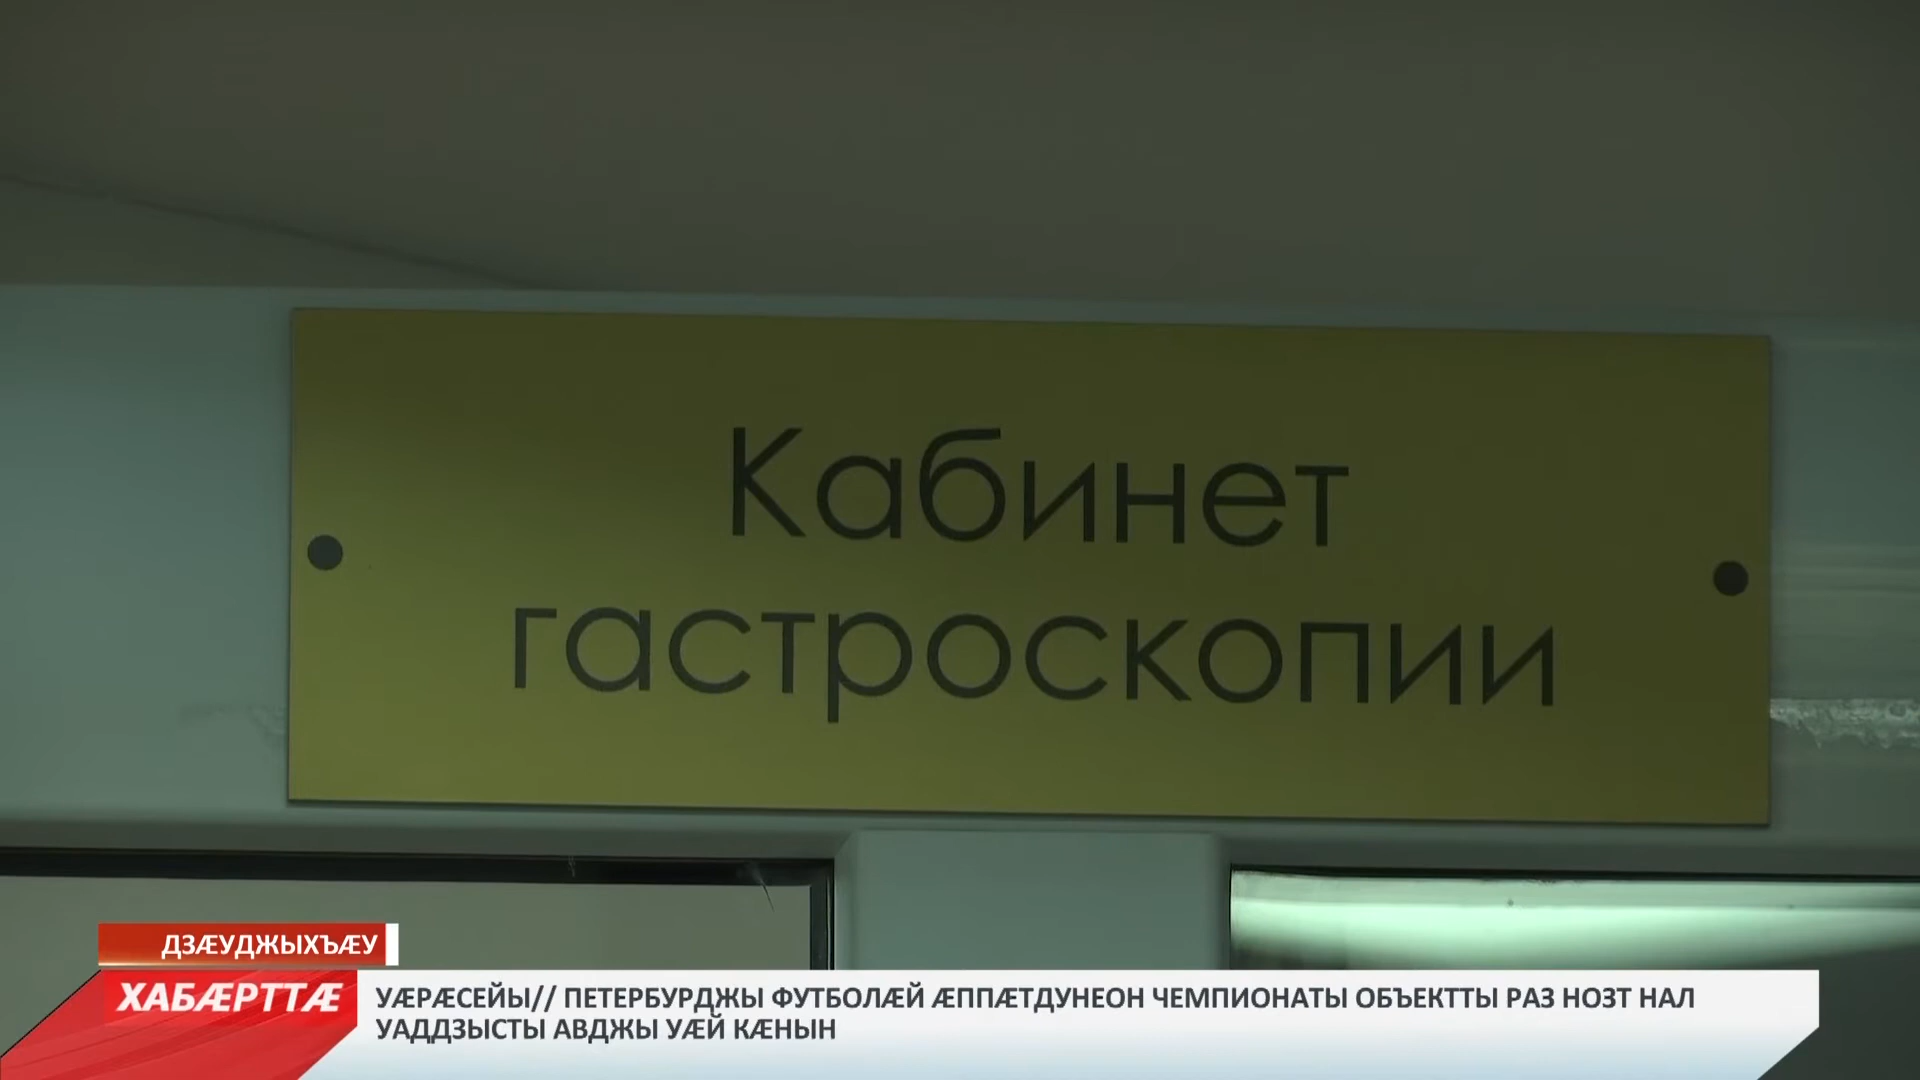 Кабинет
гастроскопии
ДЗÆУДЖЫХЪÆУ
ХАБÆРТТÆ
УÆРÆСЕЙЫ// ПЕТЕРБУРДЖЫ ФУТБОЛÆЙ ÆППÆТДУНЕОН ЧЕМПИОНАТЫ ОБЪЕКТТЫ РАЗ НОЗТ НАЛ
УАДДЗЫСТЫ АВДЖЫ УÆЙ КÆНЫН